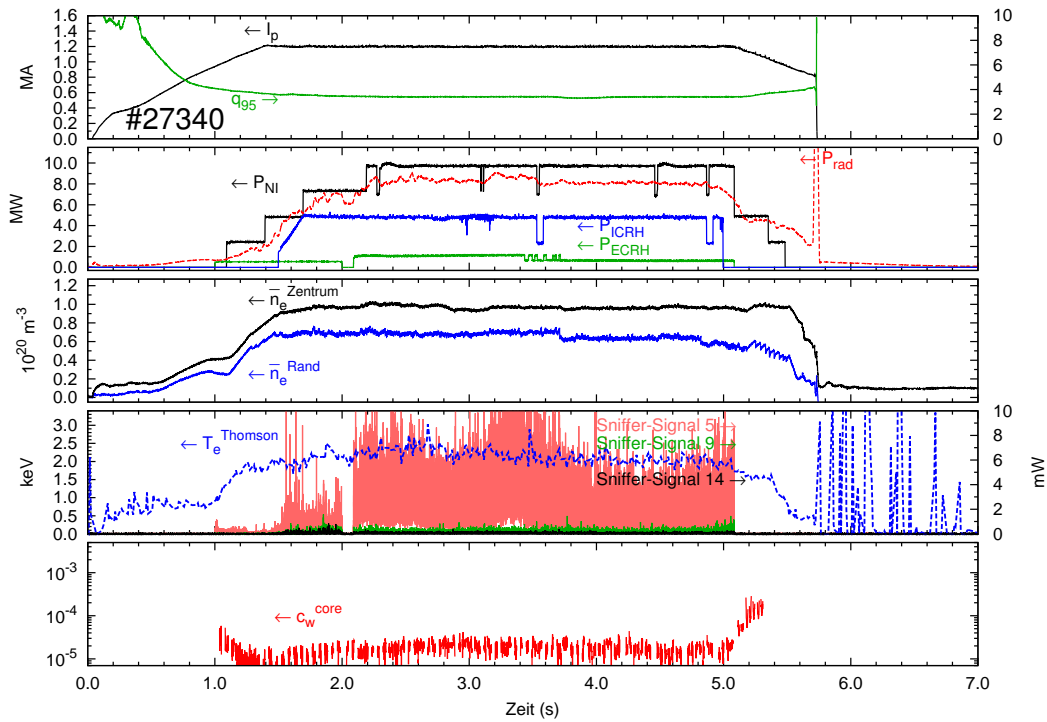 1.6
1.4
1.2
1.0
0.8
0.6
0.4
0.2
0.0
MA
← I_p
q_95 →
#27340
10
8
6
4
2
0
10.0
8.0
6.0
4.0
2.0
0.0
MW
← P_NI
← P_rad
← P_ICRH
← P_ECRH
1.2
1.0
0.8
0.6
0.4
0.2
0.0
10^20 m^-3
← n̅_e^Zentrum
← n̅_e^Rand
3.0
2.5
2.0
1.5
1.0
0.5
0.0
keV
← T_e^Thomson
Sniffer-Signal 5 →
Sniffer-Signal 9 →
Sniffer-Signal 14 →
10
8
6
4
2
0
mW
10^-3
10^-4
10^-5
← c_w^core
0.0 1.0 2.0 3.0 4.0 5.0 6.0 7.0
Zeit (s)